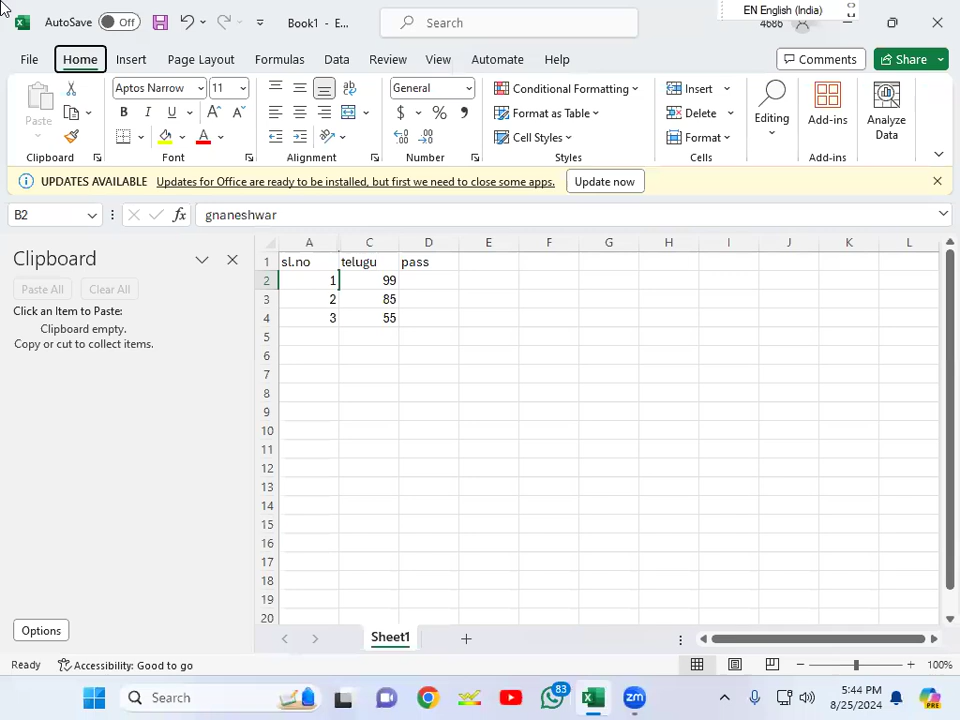 AutoSave Off Book1 - E... Search EN English (India)
File Home Insert Page Layout Formulas Data Review View Automate Help Comments Share
Paste Aptos Narrow 11 General Conditional Formatting Insert Editing Add-ins Analyze Data
B I U A A ab $ % , Format as Table Delete
Cell Styles Format
Clipboard Font Alignment Number Styles Cells Add-ins
UPDATES AVAILABLE Updates for Office are ready to be installed, but first we need to close some apps. Update now
B2 fx gnaneshwar
Clipboard
Paste All Clear All
Click an Item to Paste:
Clipboard empty.
Copy or cut to collect items.
Options
A C D E F G H I J K L
1 sl.no telugu pass
2 1 99
3 2 85
4 3 55
5
6
7
8
9
10
11
12
13
14
15
16
17
18
19
20
Sheet1
Ready Accessibility: Good to go 100%
Search 83 zm 5:44 PM
8/25/2024 PRE